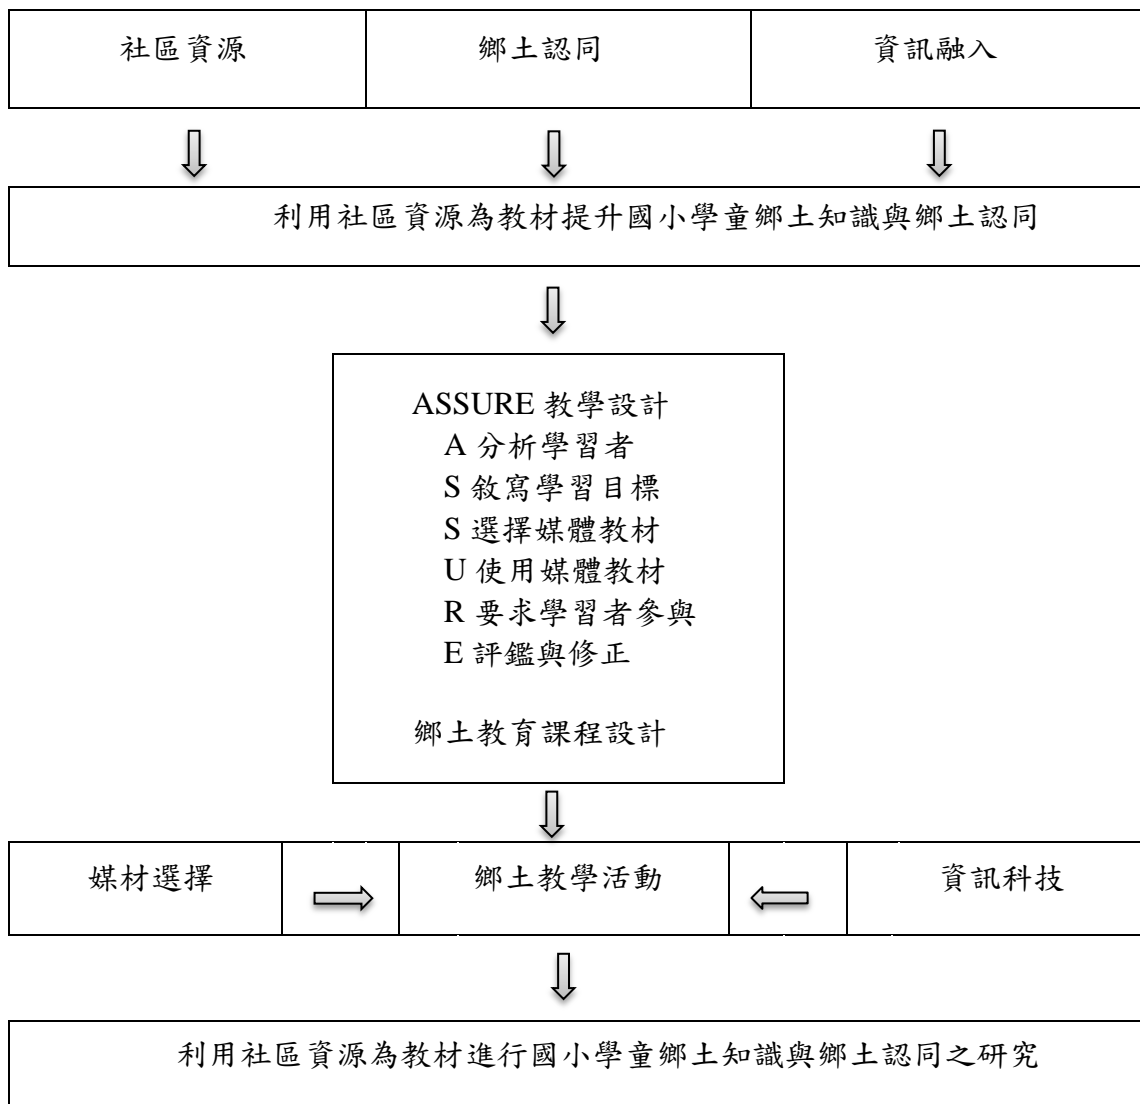 社區資源
鄉土認同
資訊融入
利用社區資源為教材提升國小學童鄉土知識與鄉土認同
ASSURE 教學設計
A 分析學習者
S 敘寫學習目標
S 選擇媒體教材
U 使用媒體教材
R 要求學習者參與
E 評鑑與修正
鄉土教育課程設計
媒材選擇
鄉土教學活動
資訊科技
利用社區資源為教材進行國小學童鄉土知識與鄉土認同之研究